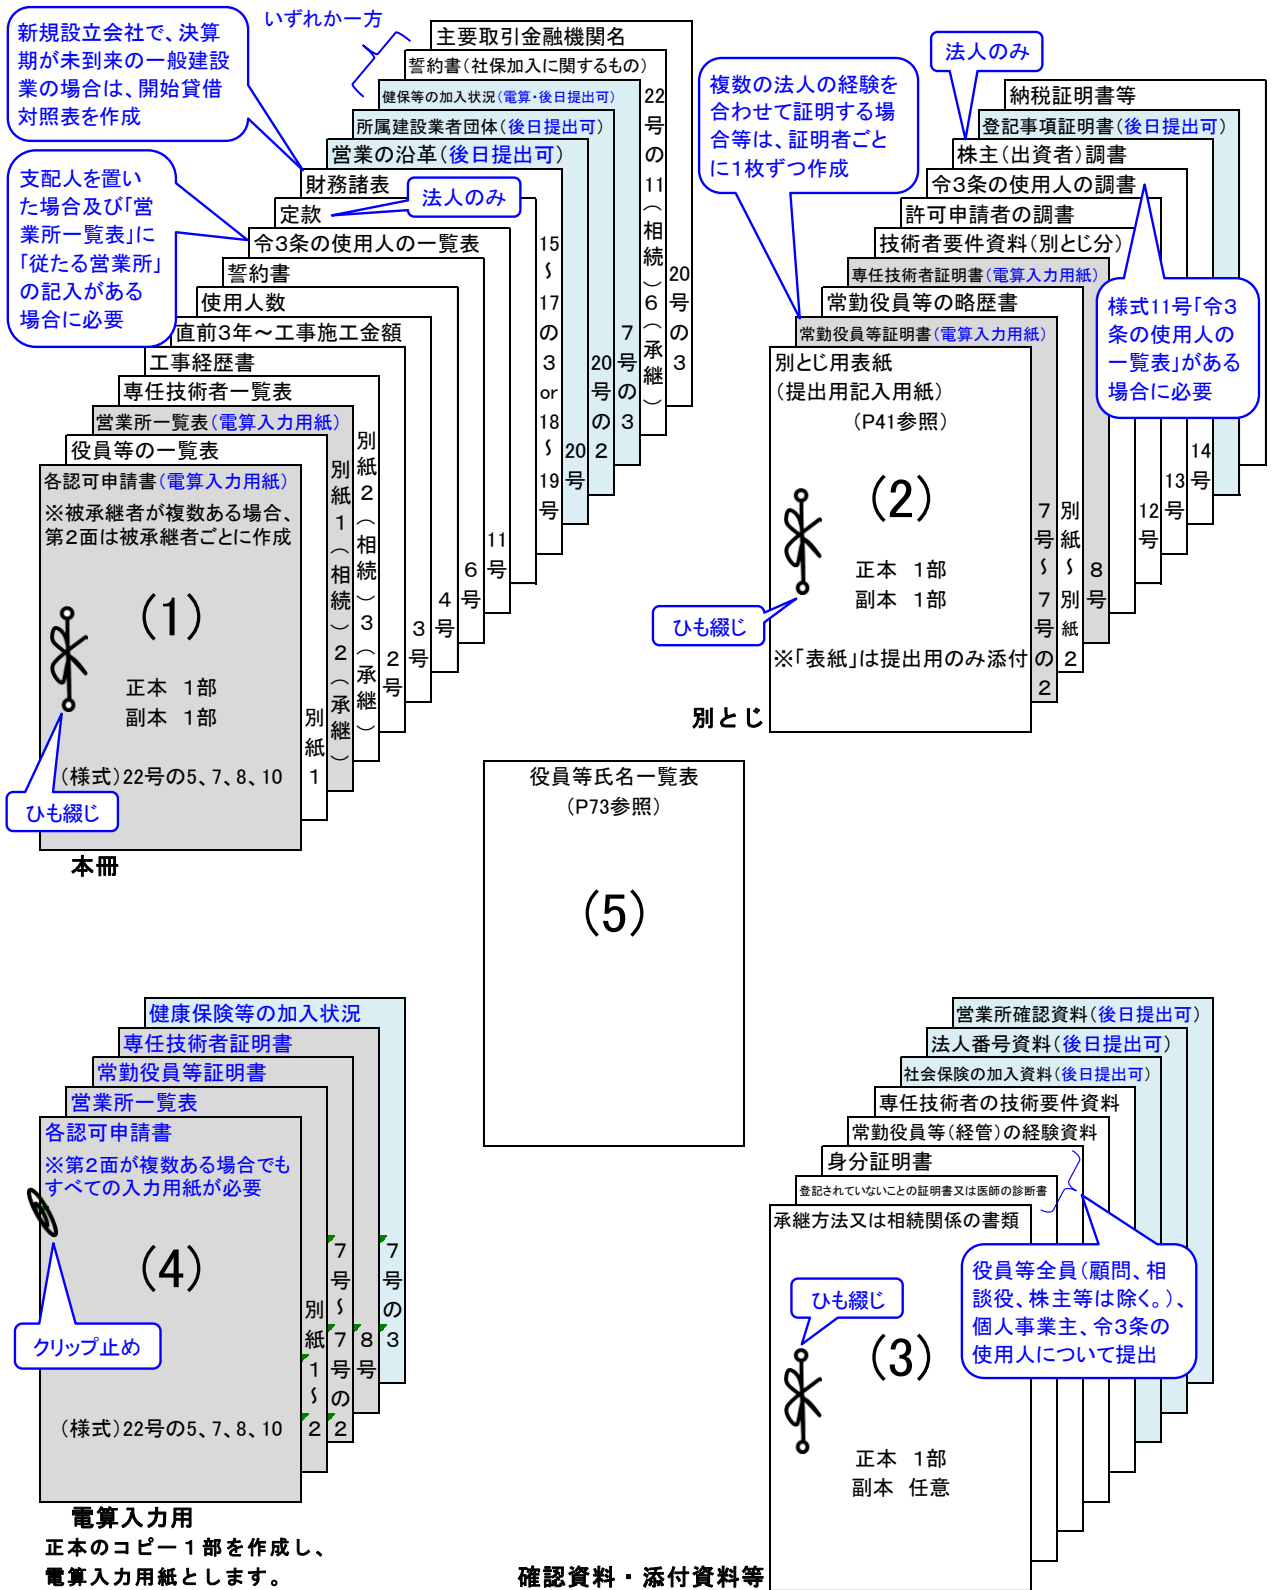 新規設立会社で、決算
期が未到来の一般建設
業の場合は、開始貸借
対照表を作成
いずれか一方
主要取引金融機関名
誓約書(社保加入に関するもの)
健保等の加入状況(電算・後日提出可)
所属建設業者団体(後日提出可)
営業の沿革(後日提出可)
財務諸表
定款
法人のみ
令3条の使用人の一覧表
誓約書
使用人数
直前3年~工事施工金額
工事経歴書
専任技術者一覧表
営業所一覧表(電算入力用紙)
役員等の一覧表
各認可申請書(電算入力用紙)
※被承継者が複数ある場合、
第2面は被承継者ごとに作成
(1)
正本 1部
副本 1部
(様式)22号の5、7、8、10
支配人を置い
た場合及び「営
業所一覧表」に
「従たる営業所」
の記入がある
場合に必要
ひも綴じ
本冊
別紙1
別紙1(相続)2(承継)
別紙2(相続)3(承継)
2号
3号
4号
6号
11号
15~17の3or18~19号
20号
20号の2
7号の3
22号の11(相続)6(承継)
20号の3
複数の法人の経験を
合わせて証明する場
合等は、証明者ごと
に1枚ずつ作成
法人のみ
納税証明書等
登記事項証明書(後日提出可)
株主(出資者)調書
令3条の使用人の調書
許可申請者の調書
技術者要件資料(別とじ分)
専任技術者証明書(電算入力用紙)
常勤役員等の略歴書
常勤役員等証明書(電算入力用紙)
別とじ用表紙
(提出用記入用紙)
(P41参照)
(2)
正本 1部
副本 1部
※「表紙」は提出用のみ添付
様式11号「令3
条の使用人の
一覧表」がある
場合に必要
ひも綴じ
別とじ
7号~7号の2
別紙~別紙2
8号
12号
13号
14号
役員等氏名一覧表
(P73参照)
(5)
健康保険等の加入状況
専任技術者証明書
常勤役員等証明書
営業所一覧表
各認可申請書
※第2面が複数ある場合でも
すべての入力用紙が必要
(4)
クリップ止め
(様式)22号の5、7、8、10
別紙1~2
7号~7号の2
8号
7号の3
電算入力用
正本のコピー1部を作成し、
電算入力用紙とします。
営業所確認資料(後日提出可)
法人番号資料(後日提出可)
社会保険の加入資料(後日提出可)
専任技術者の技術要件資料
常勤役員等(経管)の経験資料
身分証明書
登記されていないことの証明書又は医師の診断書
承継方法又は相続関係の書類
役員等全員(顧問、相
談役、株主等は除く。)、
個人事業主、令3条の
使用人について提出
ひも綴じ
(3)
正本 1部
副本 任意
確認資料・添付資料等